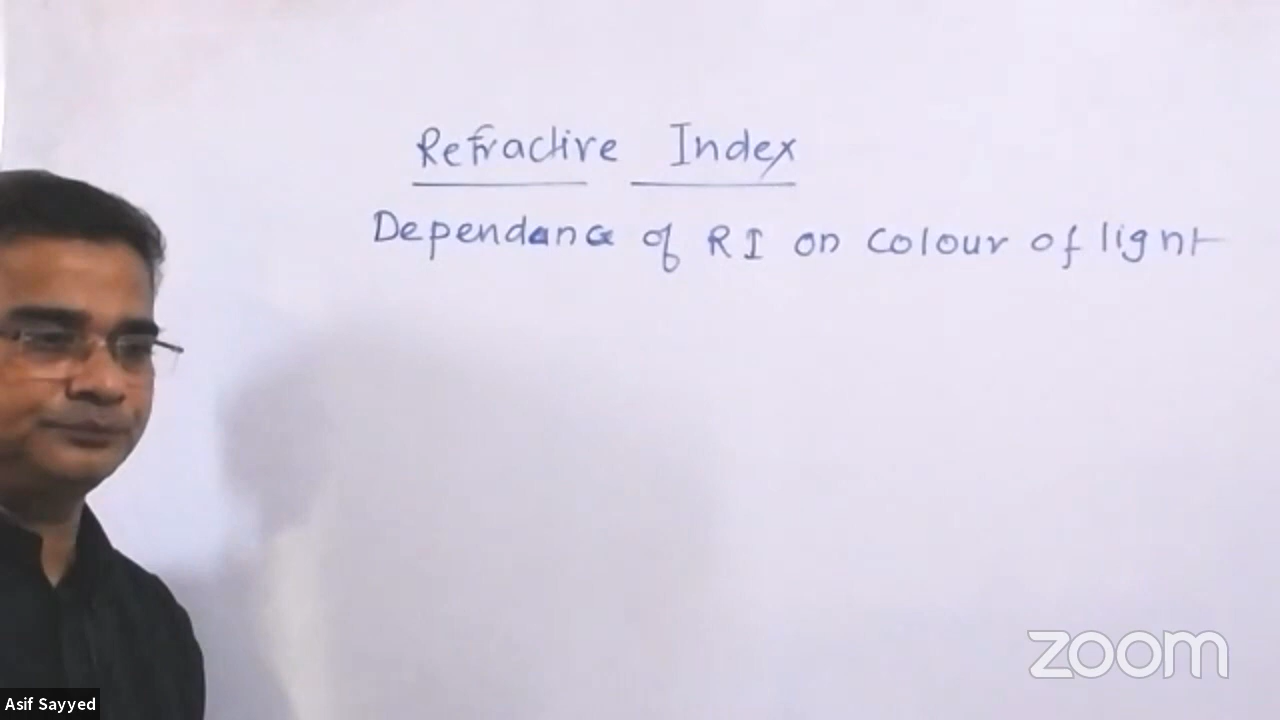 Refractive Index
Dependance of RI on colour of light
zoom
Asif Sayyed